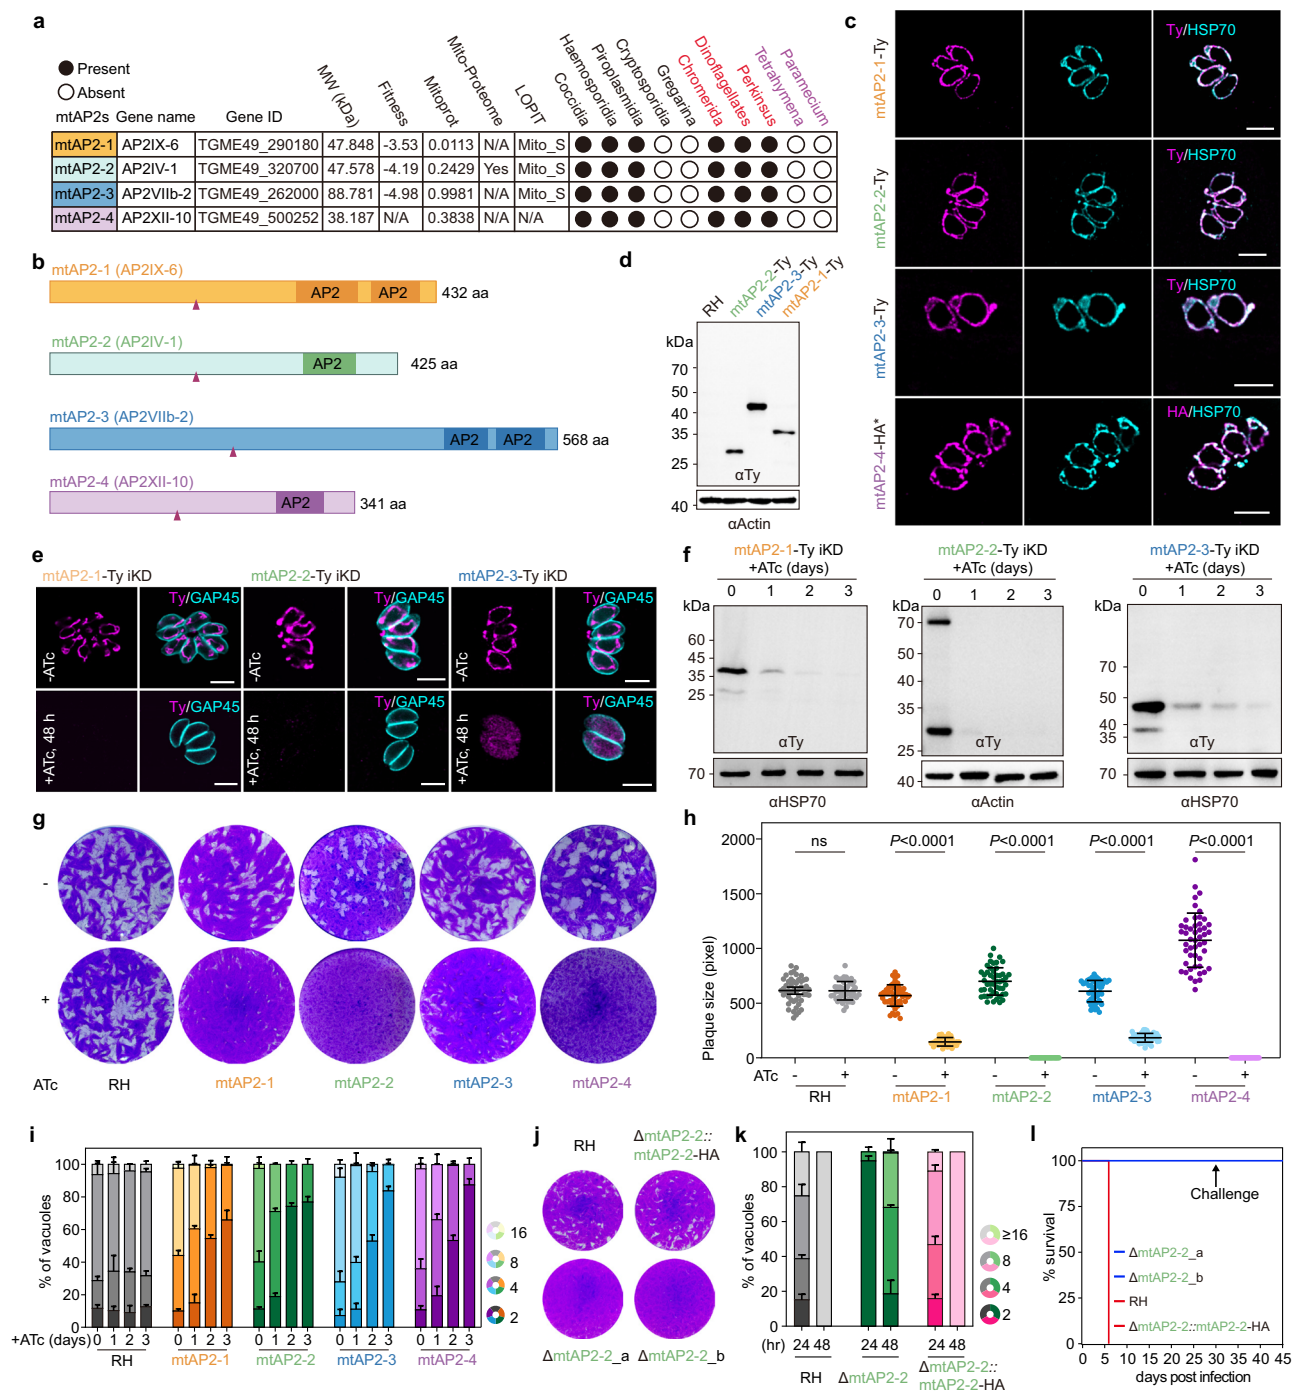 a
Present
Absent
mtAP2s Gene name Gene ID MW (kDa) Fitness Mitoprot Mito-Proteome LOPIT Coccidia Haemosporidia Piroplasmidia Cryptosporidia Gregarina Chromerida Dinoflagellates Perkinsus Tetrahymena Paramecium
mtAP2-1 AP2IX-6 TGME49_290180 47.848 -3.53 0.0113 N/A Mito_S
mtAP2-2 AP2IV-1 TGME49_320700 47.578 -4.19 0.2429 Yes Mito_S
mtAP2-3 AP2VIIb-2 TGME49_262000 88.781 -4.98 0.9981 N/A Mito_S
mtAP2-4 AP2XII-10 TGME49_500252 38.187 N/A 0.3838 N/A N/A
b
mtAP2-1 (AP2IX-6)
AP2 AP2 432 aa
mtAP2-2 (AP2IV-1)
AP2 425 aa
mtAP2-3 (AP2VIIb-2)
AP2 AP2 568 aa
mtAP2-4 (AP2XII-10)
AP2 341 aa
c
mtAP2-1-Ty Ty/HSP70
mtAP2-2-Ty Ty/HSP70
mtAP2-3-Ty Ty/HSP70
mtAP2-4-HA* HA/HSP70
d
RH mtAP2-2-Ty mtAP2-3-Ty mtAP2-1-Ty
kDa
70
50
40
35
25
αTy
40
αActin
e
mtAP2-1-Ty iKD mtAP2-2-Ty iKD mtAP2-3-Ty iKD
-ATc Ty/GAP45 -ATc Ty/GAP45 -ATc Ty/GAP45
+ATc, 48 h Ty/GAP45 +ATc, 48 h Ty/GAP45 +ATc, 48 h Ty/GAP45
f
mtAP2-1-Ty iKD
+ATc (days)
0 1 2 3
kDa
60
45
35
25
αTy
70
αHSP70
mtAP2-2-Ty iKD
+ATc (days)
0 1 2 3
kDa
70
50
40
35
25
αTy
40
αActin
mtAP2-3-Ty iKD
+ATc (days)
0 1 2 3
kDa
70
50
40
35
αTy
70
αHSP70
g
-
+
ATc RH mtAP2-1 mtAP2-2 mtAP2-3 mtAP2-4
h
Plaque size (pixel)
2000
1500
1000
500
0
ns P<0.0001 P<0.0001 P<0.0001 P<0.0001
ATc - + - + - + - + - +
RH mtAP2-1 mtAP2-2 mtAP2-3 mtAP2-4
i
% of vacuoles
100
80
60
40
20
0
16
8
4
2
+ATc (days) 0 1 2 3 0 1 2 3 0 1 2 3 0 1 2 3 0 1 2 3
RH mtAP2-1 mtAP2-2 mtAP2-3 mtAP2-4
j
RH ΔmtAP2-2::
mtAP2-2-HA
ΔmtAP2-2_a ΔmtAP2-2_b
k
% of vacuoles
100
80
60
40
20
0
≥16
8
4
2
(hr) 24 48 24 48 24 48
RH ΔmtAP2-2 ΔmtAP2-2::
mtAP2-2-HA
l
% survival
100
75
50
25
0
Challenge
ΔmtAP2-2_a
ΔmtAP2-2_b
RH
ΔmtAP2-2::mtAP2-2-HA
0 5 10 15 20 25 30 35 40 45
days post infection